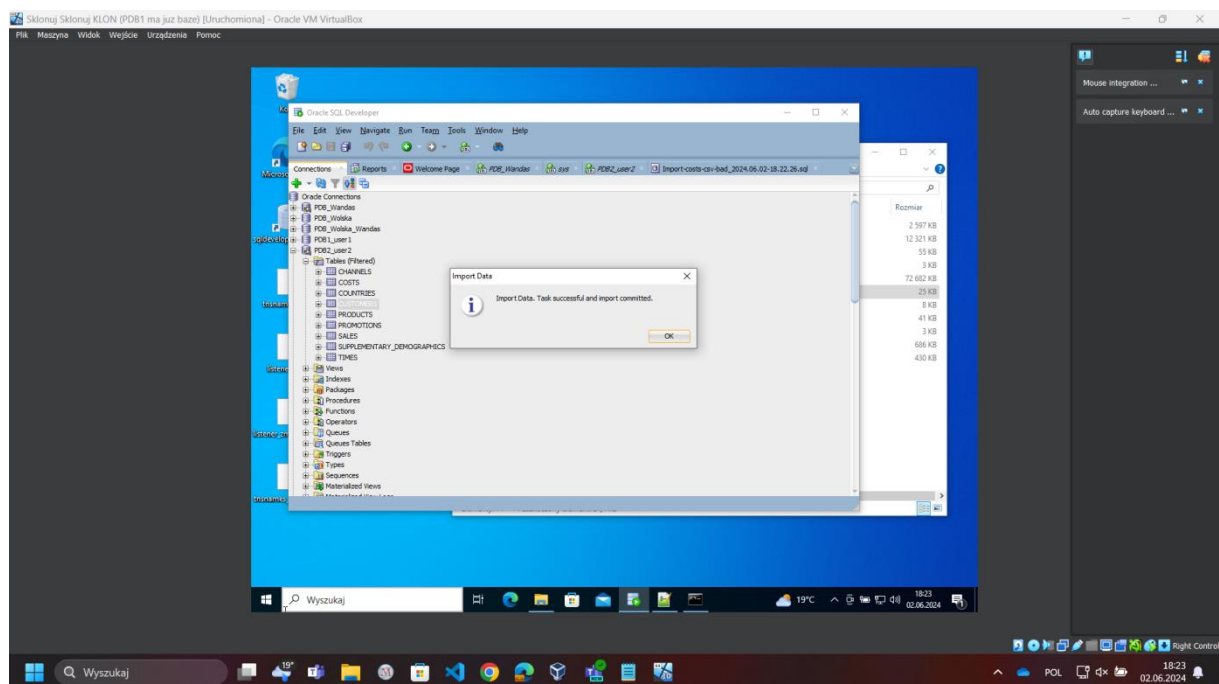 Sklonuj Sklonuj KLON (PDB1 ma juz baze) [Uruchomiona] - Oracle VM VirtualBox
Plik Maszyna Widok Wejście Urządzenia Pomoc
Mouse integration ...
Auto capture keyboard ...
Oracle SQL Developer
File Edit View Navigate Run Team Tools Window Help
Connections Reports Welcome Page PDB_Wandas sys PDB2_user2 Import-costs-csv-bad_2024.06.02-18.22.26.sql
Oracle Connections
PDB_Wandas
PDB_Wolska
PDB_Wolska_Wandas
PDB1_user1
PDB2_user2
Tables (Filtered)
CHANNELS
COSTS
COUNTRIES
CUSTOMERS
PRODUCTS
PROMOTIONS
SALES
SUPPLEMENTARY_DEMOGRAPHICS
TIMES
Views
Indexes
Packages
Procedures
Functions
Operators
Queues
Queues Tables
Triggers
Types
Sequences
Materialized Views
Import Data
Import Data. Task successful and import committed.
OK
Rozmiar
2 597 KB
12 321 KB
55 KB
3 KB
72 682 KB
25 KB
8 KB
41 KB
3 KB
686 KB
430 KB
Wyszukaj
19°C
18:23
02.06.2024
Right Control
Wyszukaj
19°
POL
18:23
02.06.2024